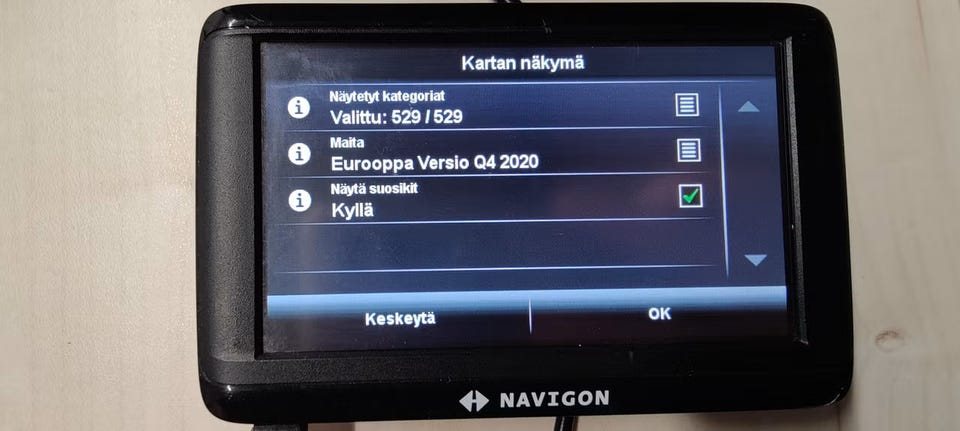 Kartan näkymä
Näytetyt kategoriat
Valittu: 529 / 529
Maita
Eurooppa Versio Q4 2020
Näytä suosikit
Kyllä
Keskeytä
OK
NAVIGON